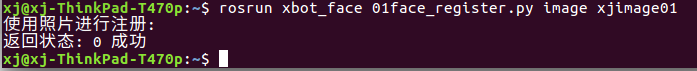 xj@xj-ThinkPad-T470p:~$ rosrun xbot_face 01face_register.py image xjimage01
使用照片进行注册:
返回状态: 0 成功
xj@xj-ThinkPad-T470p:~$